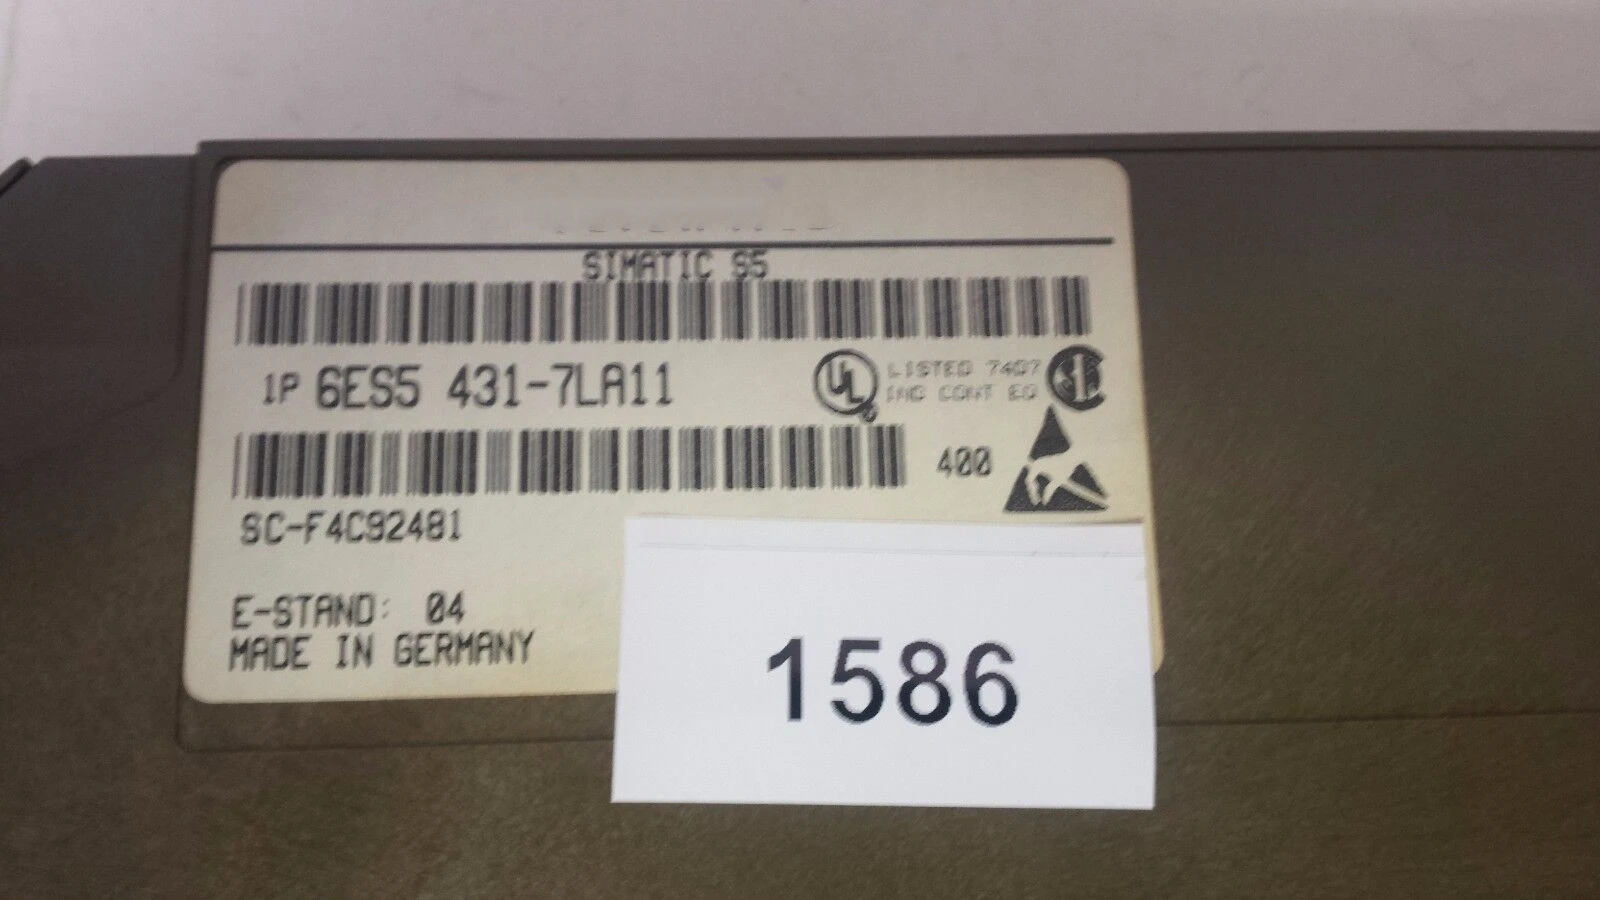 SIMATIC S5
1P 6ES5 431-7LA11
UL LISTED 7407
IND CONT EQ
400
SC-F4C92481
E-STAND: 04
MADE IN GERMANY
1586